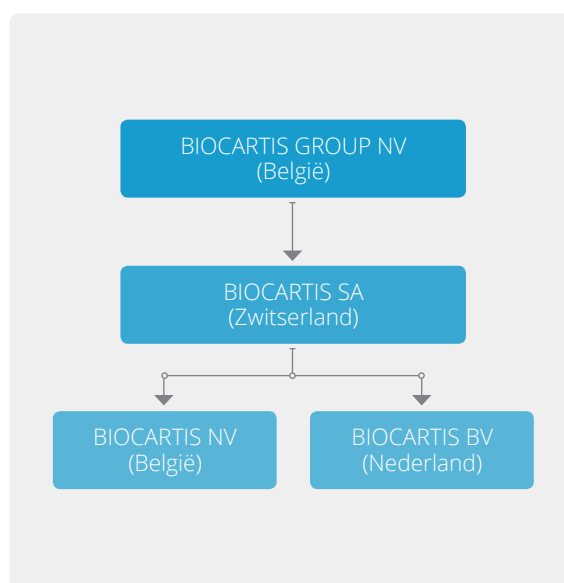 BIOCARTIS GROUP NV
(België)
BIOCARTIS SA
(Zwitserland)
BIOCARTIS NV
(België)
BIOCARTIS BV
(Nederland)